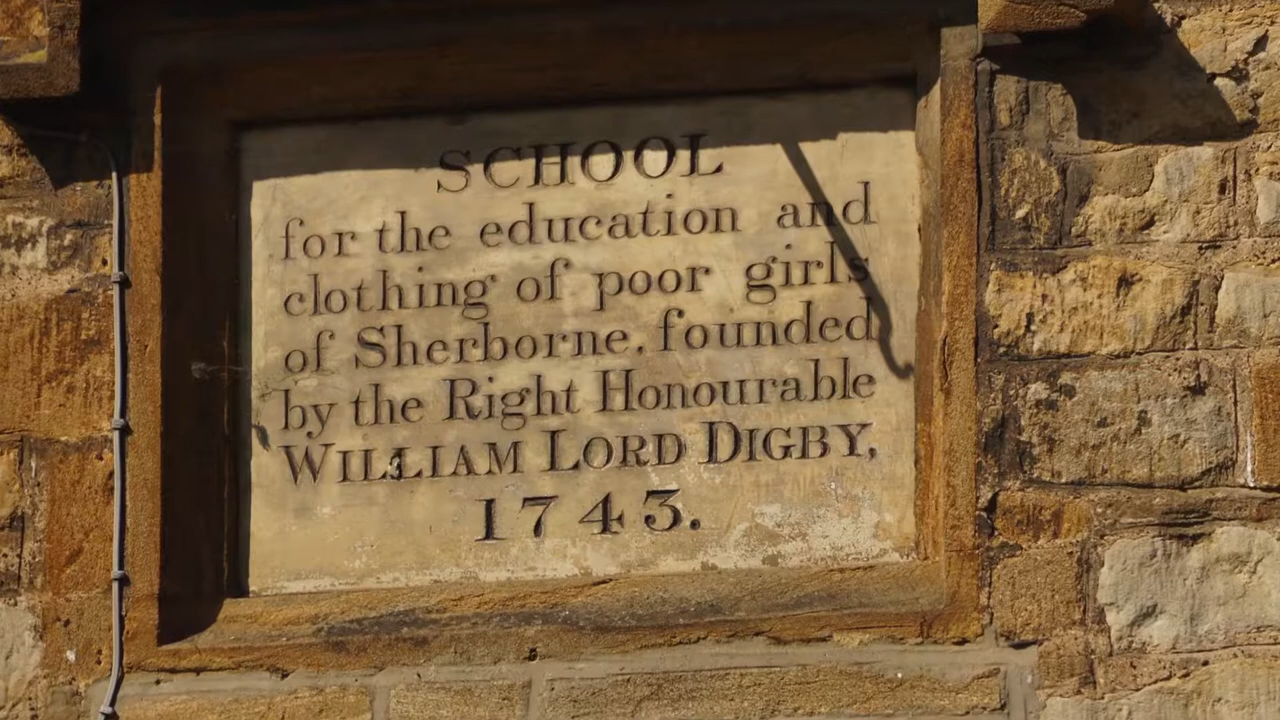 SCHOOL
for the education and
clothing of poor girls
of Sherborne. founded
by the Right Honourable
WILLIAM LORD DIGBY,
1743.